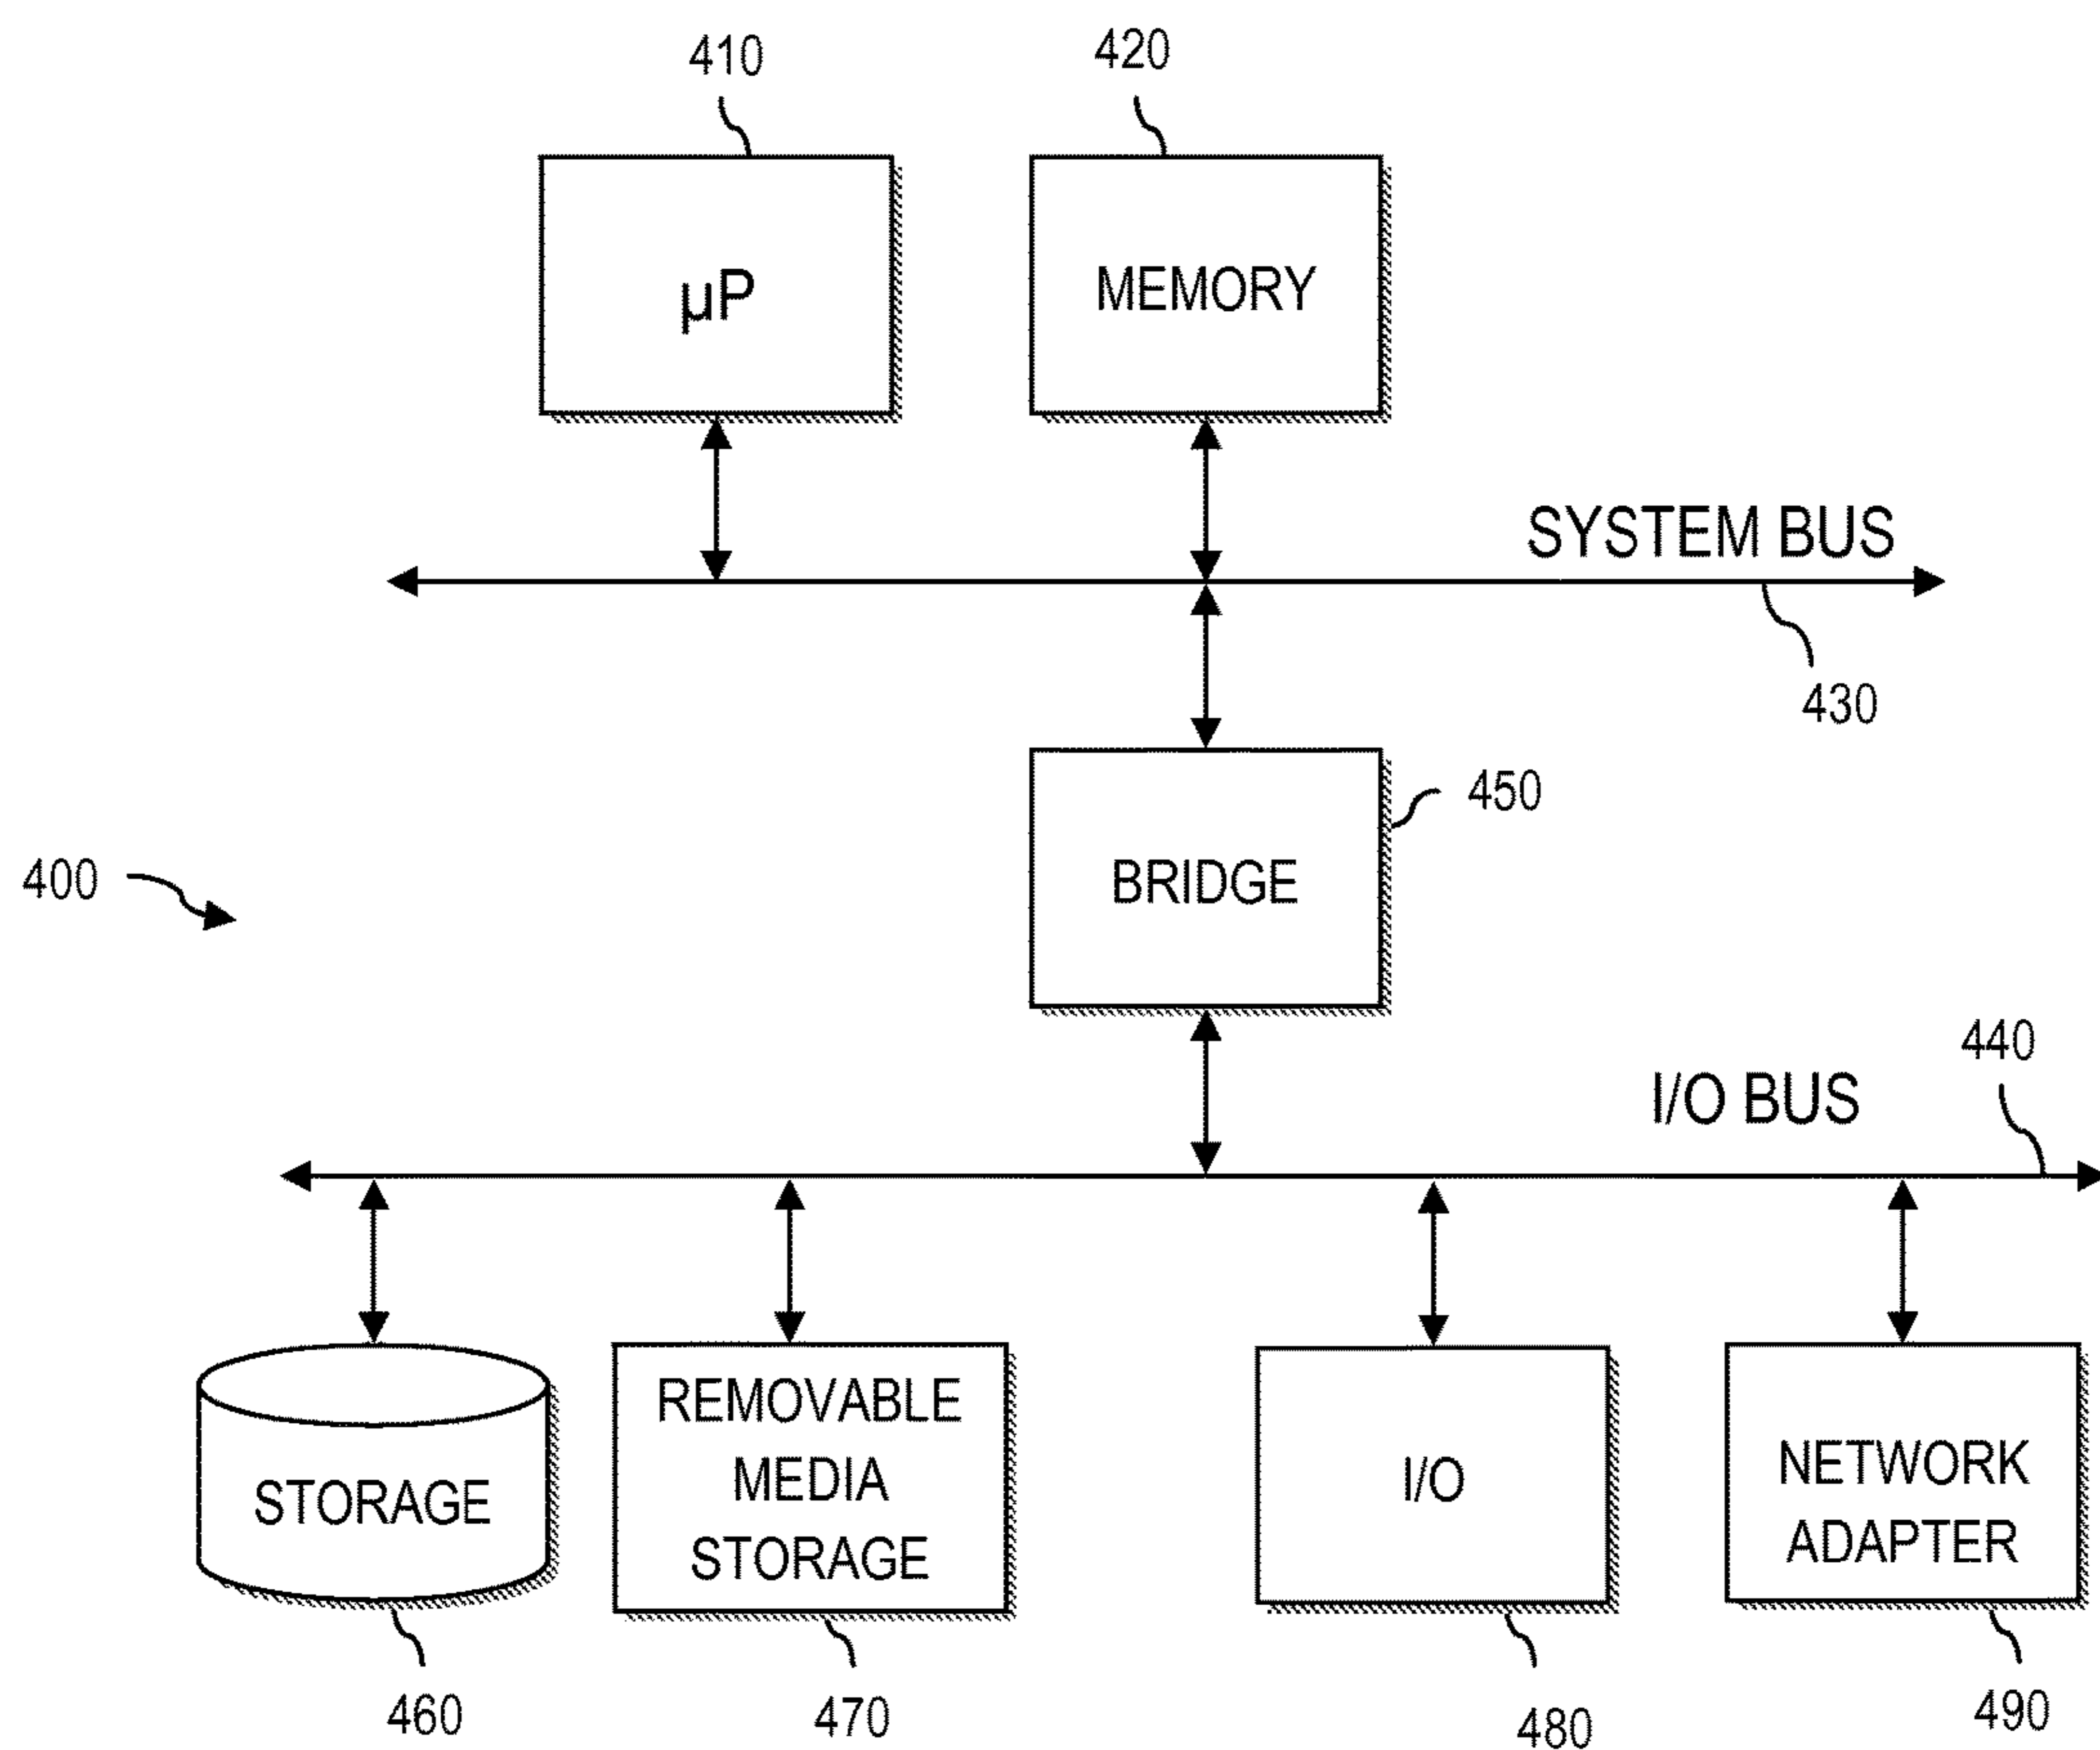 410
420
µP
MEMORY
SYSTEM BUS
430
450
BRIDGE
400
440
I/O BUS
STORAGE
REMOVABLE
MEDIA
STORAGE
I/O
NETWORK
ADAPTER
460
470
480
490